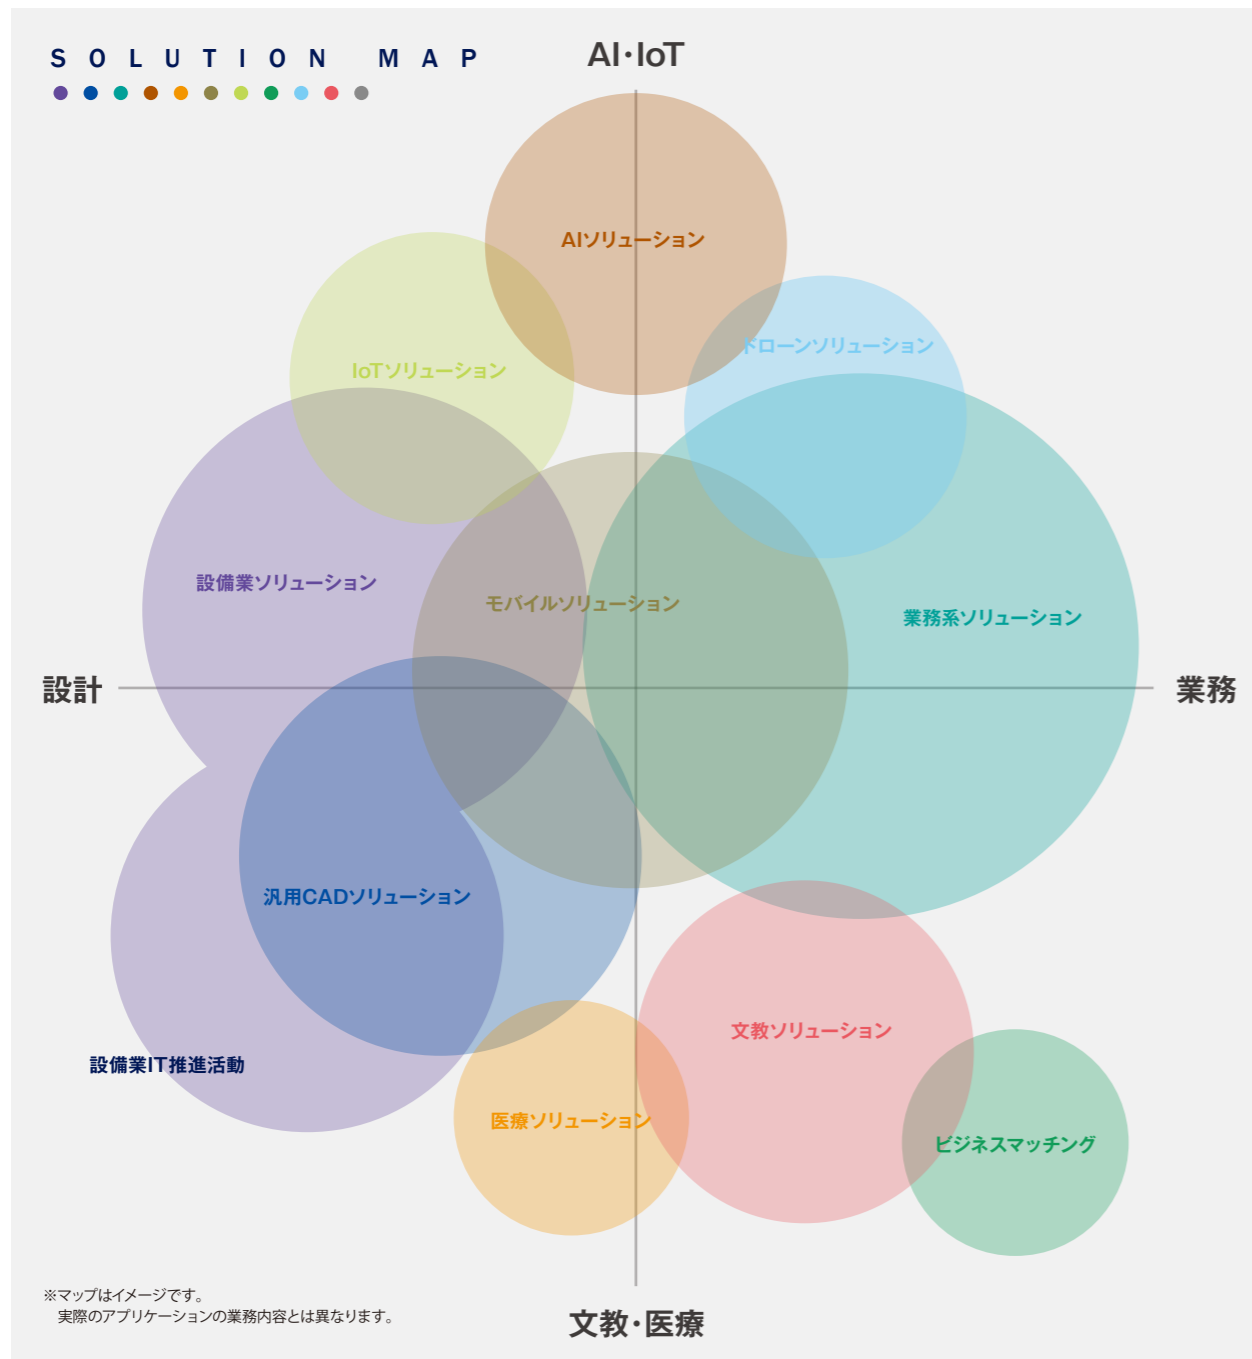 SOLUTION MAP
AI・IoT
AIソリューション
ドローンソリューション
IoTソリューション
設備業ソリューション
モバイルソリューション
業務系ソリューション
設計
業務
汎用CADソリューション
文教ソリューション
設備業IT推進活動
医療ソリューション
ビジネスマッチング
※マップはイメージです。
実際のアプリケーションの業務内容とは異なります。
文教・医療